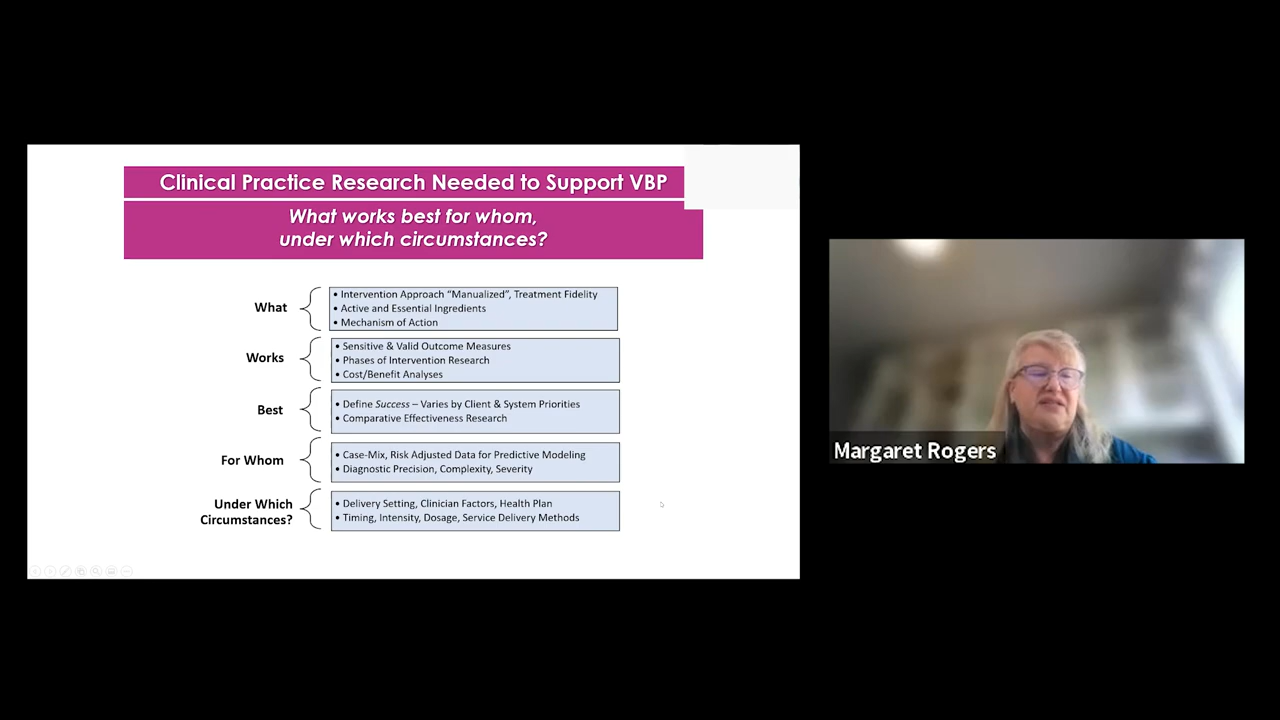 Clinical Practice Research Needed to Support VBP
What works best for whom,
under which circumstances?
What
• Intervention Approach “Manualized”, Treatment Fidelity
• Active and Essential Ingredients
• Mechanism of Action
Works
• Sensitive & Valid Outcome Measures
• Phases of Intervention Research
• Cost/Benefit Analyses
Best
• Define Success – Varies by Client & System Priorities
• Comparative Effectiveness Research
For Whom
• Case-Mix, Risk Adjusted Data for Predictive Modeling
• Diagnostic Precision, Complexity, Severity
Under Which
Circumstances?
• Delivery Setting, Clinician Factors, Health Plan
• Timing, Intensity, Dosage, Service Delivery Methods
Margaret Rogers